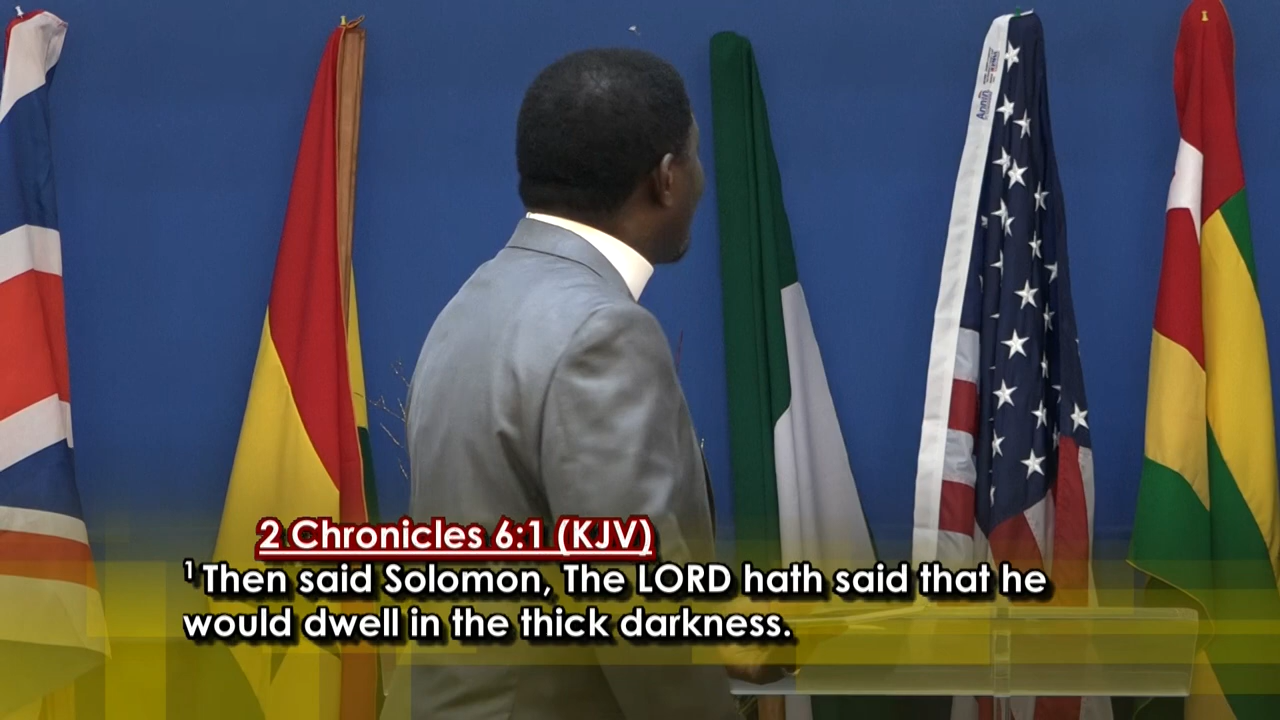 Annin
2 Chronicles 6:1 (KJV)
1 Then said Solomon, The LORD hath said that he
would dwell in the thick darkness.